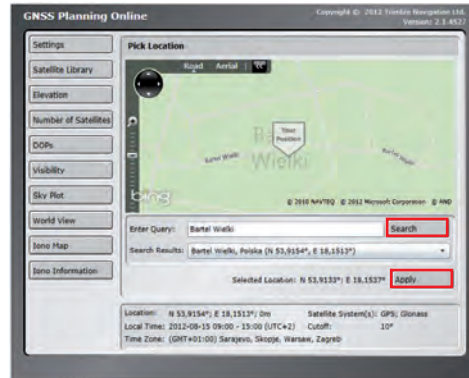 GNSS Planning Online
Copyright © 2012 Trimble Navigation Ltd.
Version: 2.1.4527
Settings
Satellite Library
Elevation
Number of Satellites
DOPs
Visibility
Sky Plot
World View
Iono Map
Iono Information
Pick Location
Road Aerial
Your Position
Wielki
Bartel Wielki
bing
© 2010 NAVTEQ © 2012 Microsoft Corporation © AND
Enter Query: Bartel Wielki Search
Search Results: Bartel Wielki, Polska (N 53,9154°, E 18,1513°)
Selected Location: N 53,9133°; E 18,1537° Apply
Location: N 53,9154°; E 18,1513°; 0m
Satellite System(s): GPS; Glonass
Local Time: 2012-08-15 09:00 - 15:00 (UTC+2)
Cutoff: 10°
Time Zone: (GMT+01:00) Sarajevo, Skopje, Warsaw, Zagreb